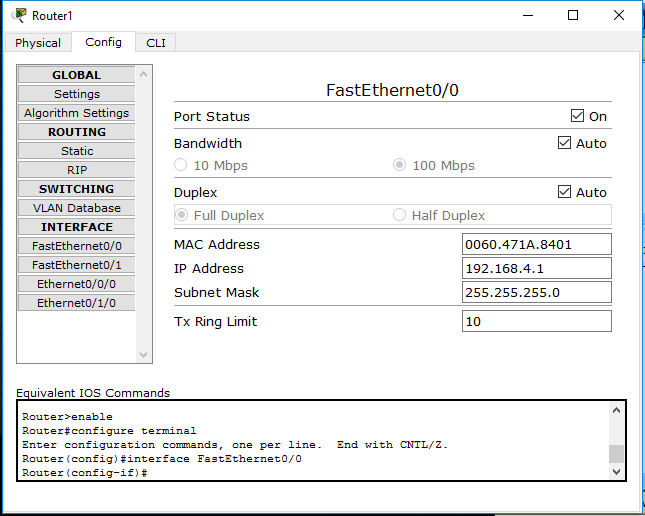 Router1
Physical Config CLI
GLOBAL
Settings
Algorithm Settings
ROUTING
Static
RIP
SWITCHING
VLAN Database
INTERFACE
FastEthernet0/0
FastEthernet0/1
Ethernet0/0/0
Ethernet0/1/0
FastEthernet0/0
Port Status On
Bandwidth Auto
10 Mbps 100 Mbps
Duplex Auto
Full Duplex Half Duplex
MAC Address 0060.471A.8401
IP Address 192.168.4.1
Subnet Mask 255.255.255.0
Tx Ring Limit 10
Equivalent IOS Commands
Router>enable
Router#configure terminal
Enter configuration commands, one per line.  End with CNTL/Z.
Router(config)#interface FastEthernet0/0
Router(config-if)#